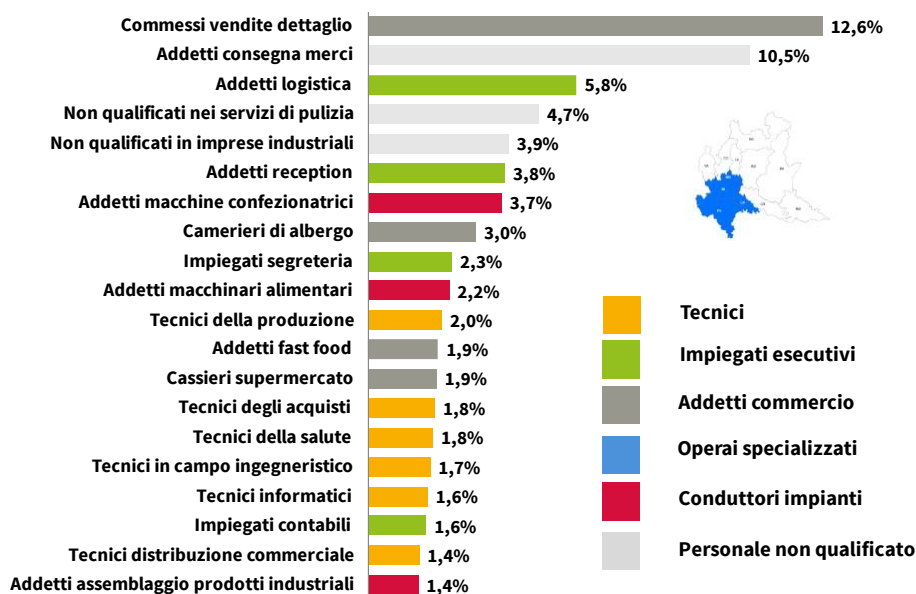 Commessi vendite dettaglio 12,6%
Addetti consegna merci 10,5%
Addetti logistica 5,8%
Non qualificati nei servizi di pulizia 4,7%
Non qualificati in imprese industriali 3,9%
Addetti reception 3,8%
Addetti macchine confezionatrici 3,7%
Camerieri di albergo 3,0%
Impiegati segreteria 2,3%
Addetti macchinari alimentari 2,2%
Tecnici della produzione 2,0%
Addetti fast food 1,9%
Cassieri supermercato 1,9%
Tecnici degli acquisti 1,8%
Tecnici della salute 1,8%
Tecnici in campo ingegneristico 1,7%
Tecnici informatici 1,6%
Impiegati contabili 1,6%
Tecnici distribuzione commerciale 1,4%
Addetti assemblaggio prodotti industriali 1,4%
Tecnici
Impiegati esecutivi
Addetti commercio
Operai specializzati
Conduttori impianti
Personale non qualificato